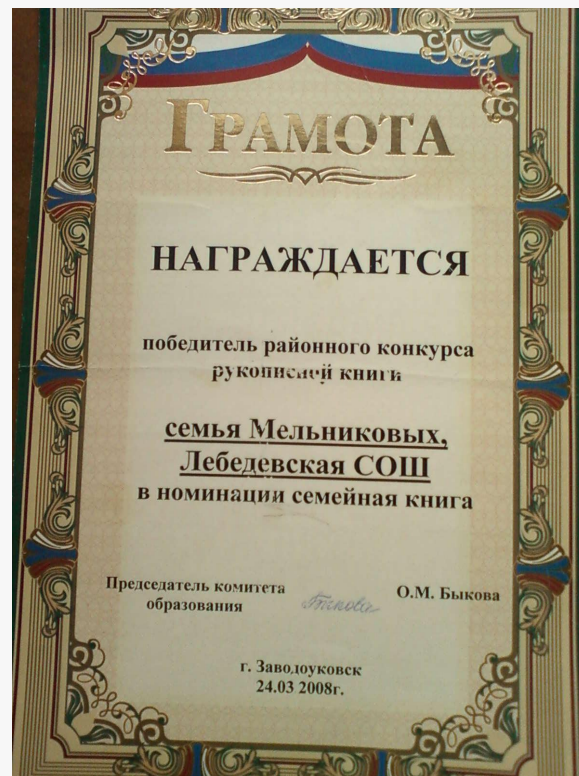 ГРАМОТА
НАГРАЖДАЕТСЯ
победитель районного конкурса
рукописной книги
семья Мельниковых,
Лебедевская СОШ
в номинации семейная книга
Председатель комитета
образования
Быкова
О.М. Быкова
г. Заводоуковск
24.03 2008г.